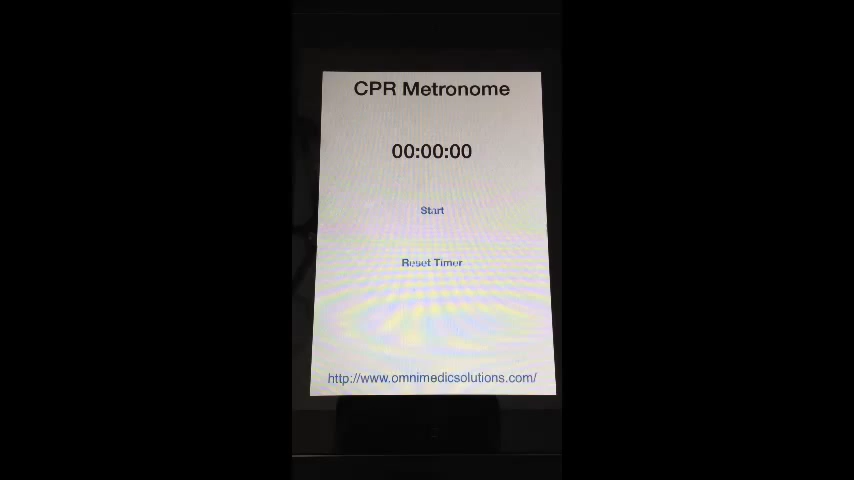 CPR Metronome
00:00:00
Start
Reset Timer
http://www.omnimedicsolutions.com/